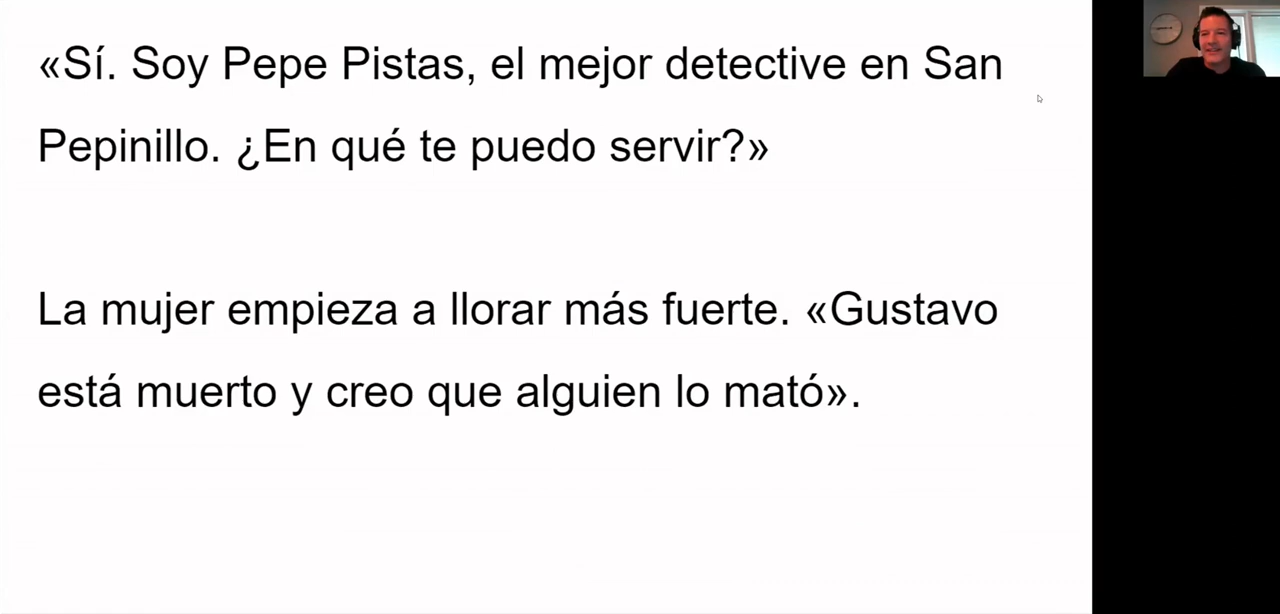 «Sí. Soy Pepe Pistas, el mejor detective en San
Pepinillo. ¿En qué te puedo servir?»
La mujer empieza a llorar más fuerte. «Gustavo
está muerto y creo que alguien lo mató».